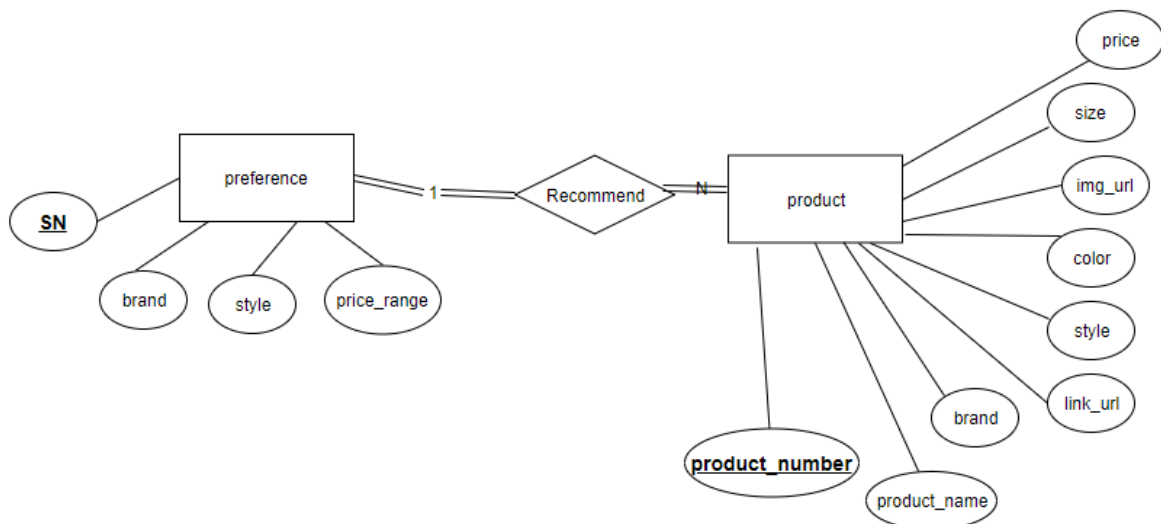 price
size
preference
Recommend
product
img_url
1
N
SN
color
brand
style
price_range
style
link_url
brand
product_number
product_name